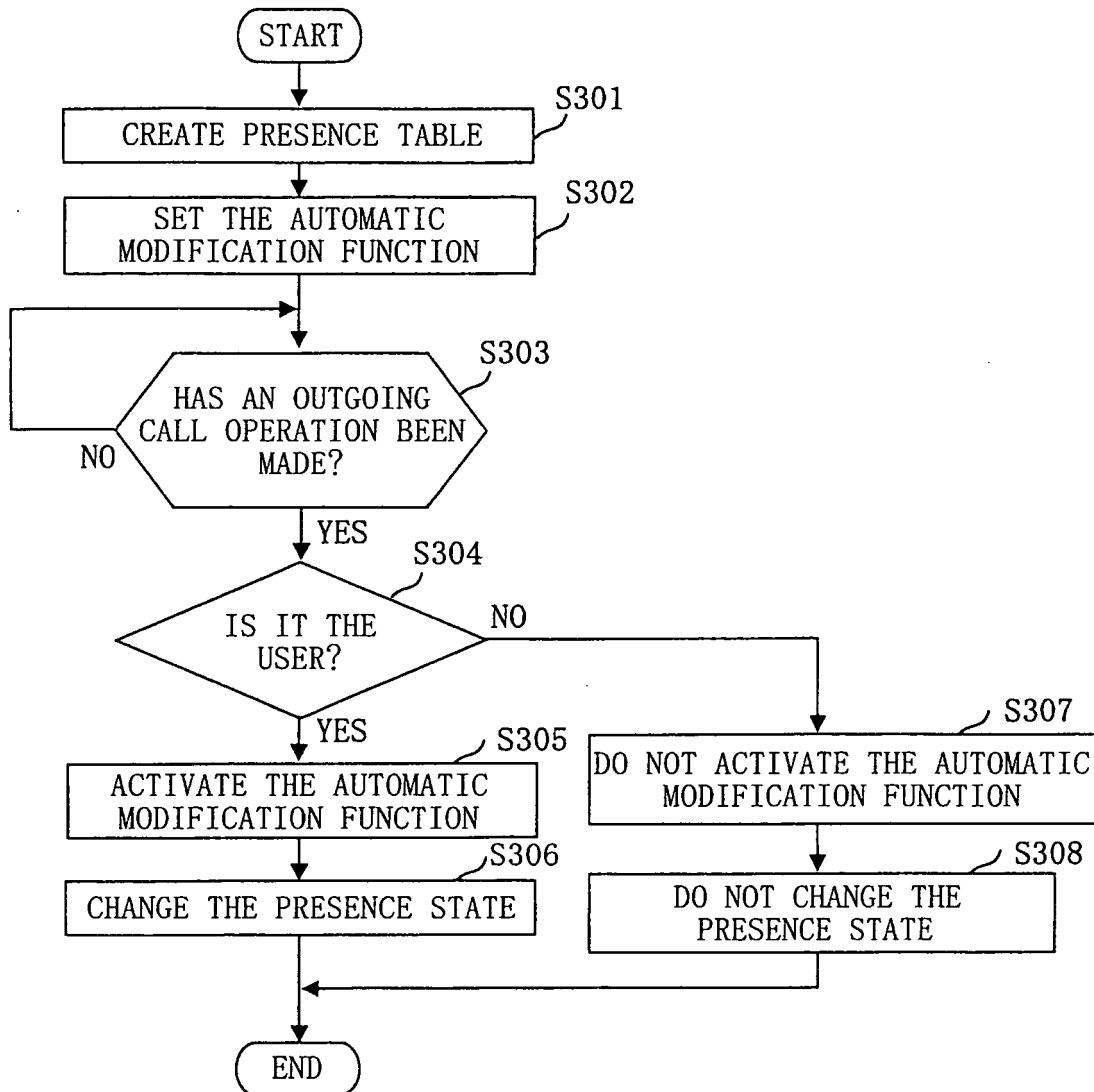 START
S301
CREATE PRESENCE TABLE
S302
SET THE AUTOMATIC
MODIFICATION FUNCTION
S303
HAS AN OUTGOING
CALL OPERATION BEEN
MADE?
NO
YES
S304
IS IT THE
USER?
NO
YES
S305
ACTIVATE THE AUTOMATIC
MODIFICATION FUNCTION
S306
CHANGE THE PRESENCE STATE
S307
DO NOT ACTIVATE THE AUTOMATIC
MODIFICATION FUNCTION
S308
DO NOT CHANGE THE
PRESENCE STATE
END